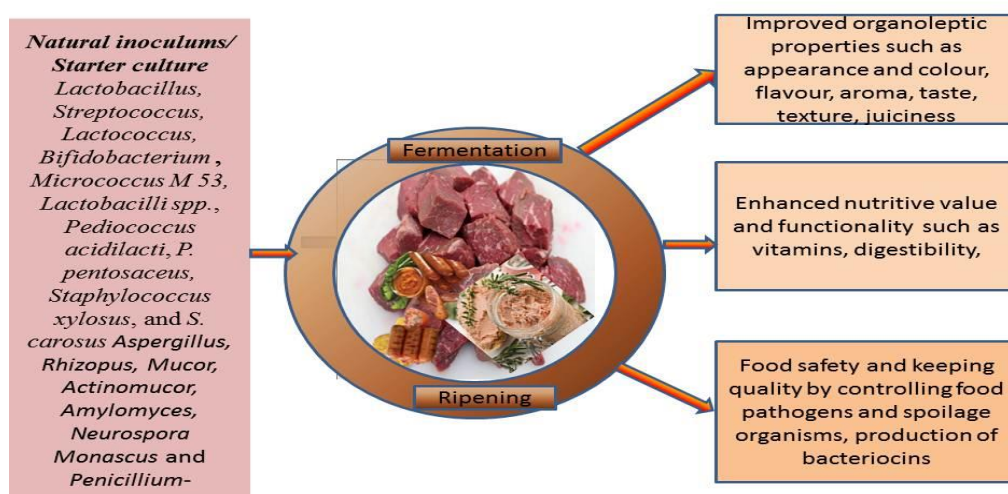 Natural inoculums/
Starter culture
Lactobacillus,
Streptococcus,
Lactococcus,
Bifidobacterium ,
Micrococcus M 53,
Lactobacilli spp.,
Pediococcus
acidilacti, P.
pentosaceus,
Staphylococcus
xylosus, and S.
carosus Aspergillus,
Rhizopus, Mucor,
Actinomucor,
Amylomyces,
Neurospora
Monascus and
Penicillium-
Fermentation
Ripening
Improved organoleptic
properties such as
appearance and colour,
flavour, aroma, taste,
texture, juiciness
Enhanced nutritive value
and functionality such as
vitamins, digestibility,
Food safety and keeping
quality by controlling food
pathogens and spoilage
organisms, production of
bacteriocins